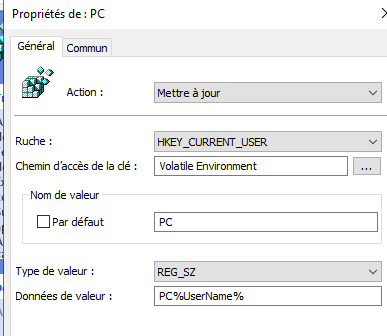 Propriétés de : PC
Général
Commun
Action :
Mettre à jour
Ruche :
HKEY_CURRENT_USER
Chemin d'accès de la clé :
Volatile Environment
...
Nom de valeur
Par défaut
PC
Type de valeur :
REG_SZ
Données de valeur :
PC%UserName%